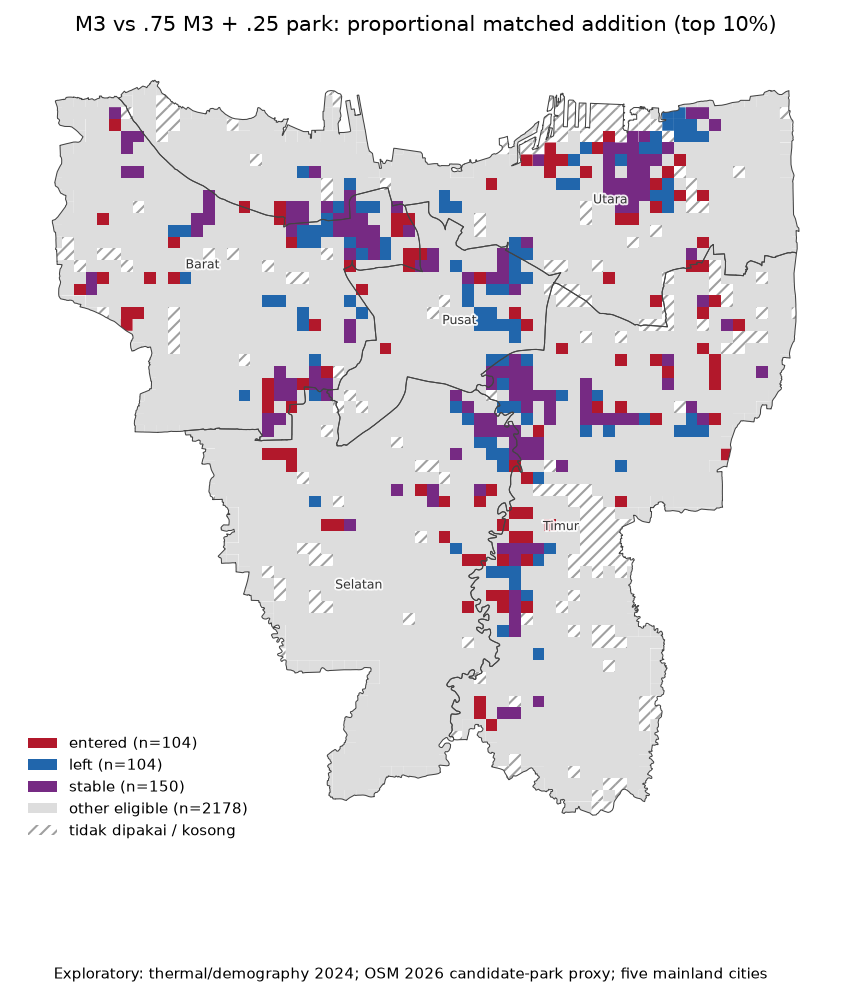 M3 vs .75 M3 + .25 park: proportional matched addition (top 10%)
Utara
Barat
Pusat
Timur
Selatan
entered (n=104)
left (n=104)
stable (n=150)
other eligible (n=2178)
tidak dipakai / kosong
Exploratory: thermal/demography 2024; OSM 2026 candidate-park proxy; five mainland cities